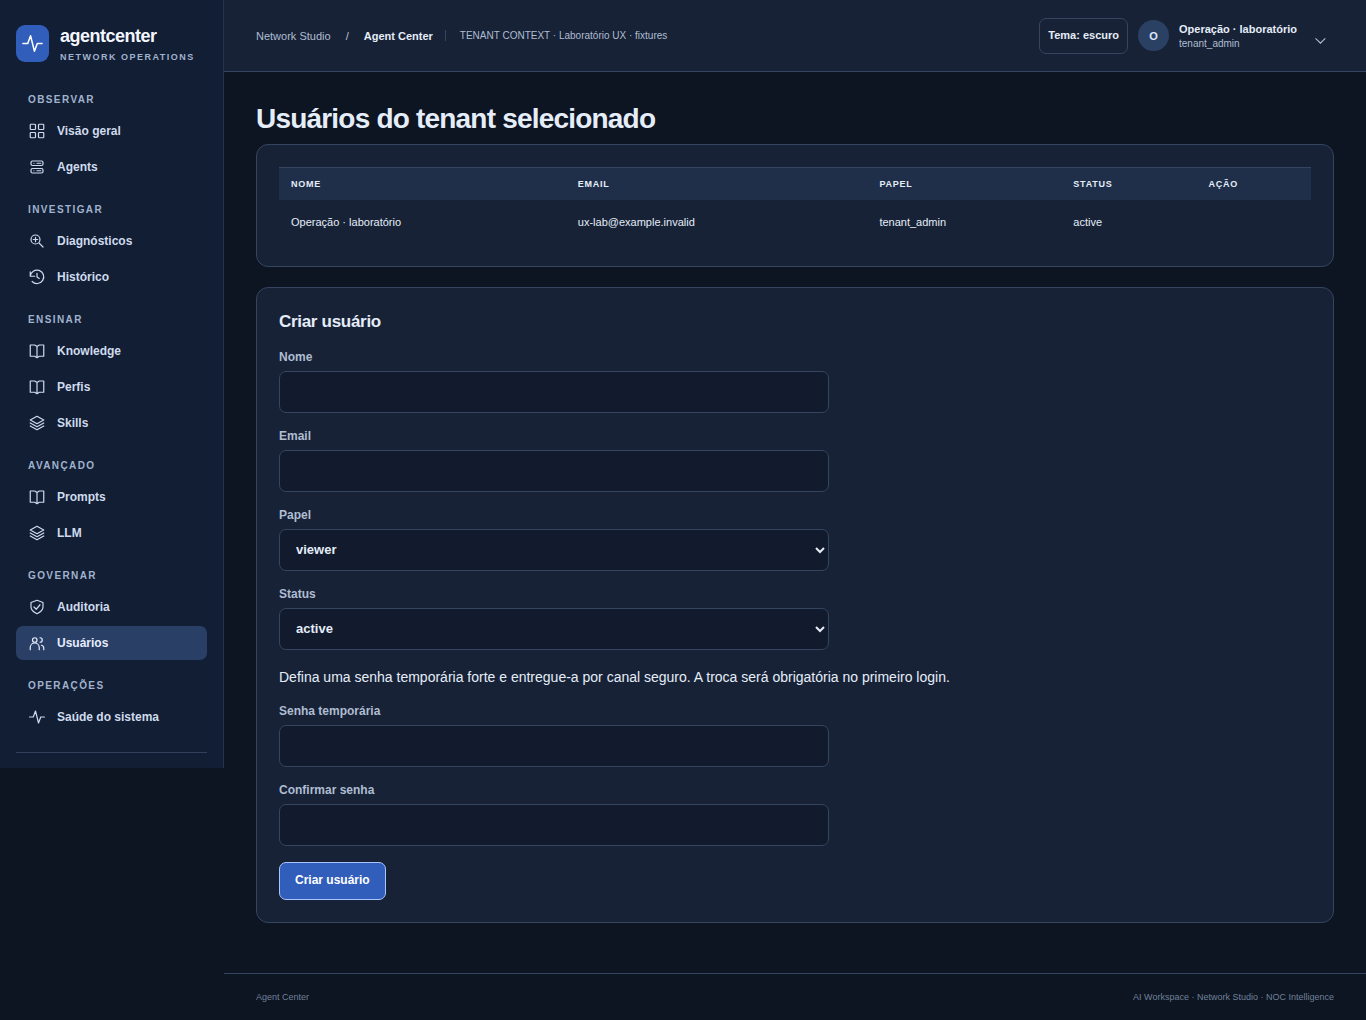 agentcenter
NETWORK OPERATIONS
OBSERVAR
Visão geral
Agents
INVESTIGAR
Diagnósticos
Histórico
ENSINAR
Knowledge
Perfis
Skills
AVANÇADO
Prompts
LLM
GOVERNAR
Auditoria
Usuários
OPERAÇÕES
Saúde do sistema
Network Studio / Agent Center TENANT CONTEXT · Laboratório UX · fixtures
Tema: escuro
O
Operação · laboratório
tenant_admin
Usuários do tenant selecionado
NOME EMAIL PAPEL STATUS AÇÃO
Operação · laboratório ux-lab@example.invalid tenant_admin active
Criar usuário
Nome
Email
Papel
viewer
Status
active
Defina uma senha temporária forte e entregue-a por canal seguro. A troca será obrigatória no primeiro login.
Senha temporária
Confirmar senha
Criar usuário
Agent Center
AI Workspace · Network Studio · NOC Intelligence